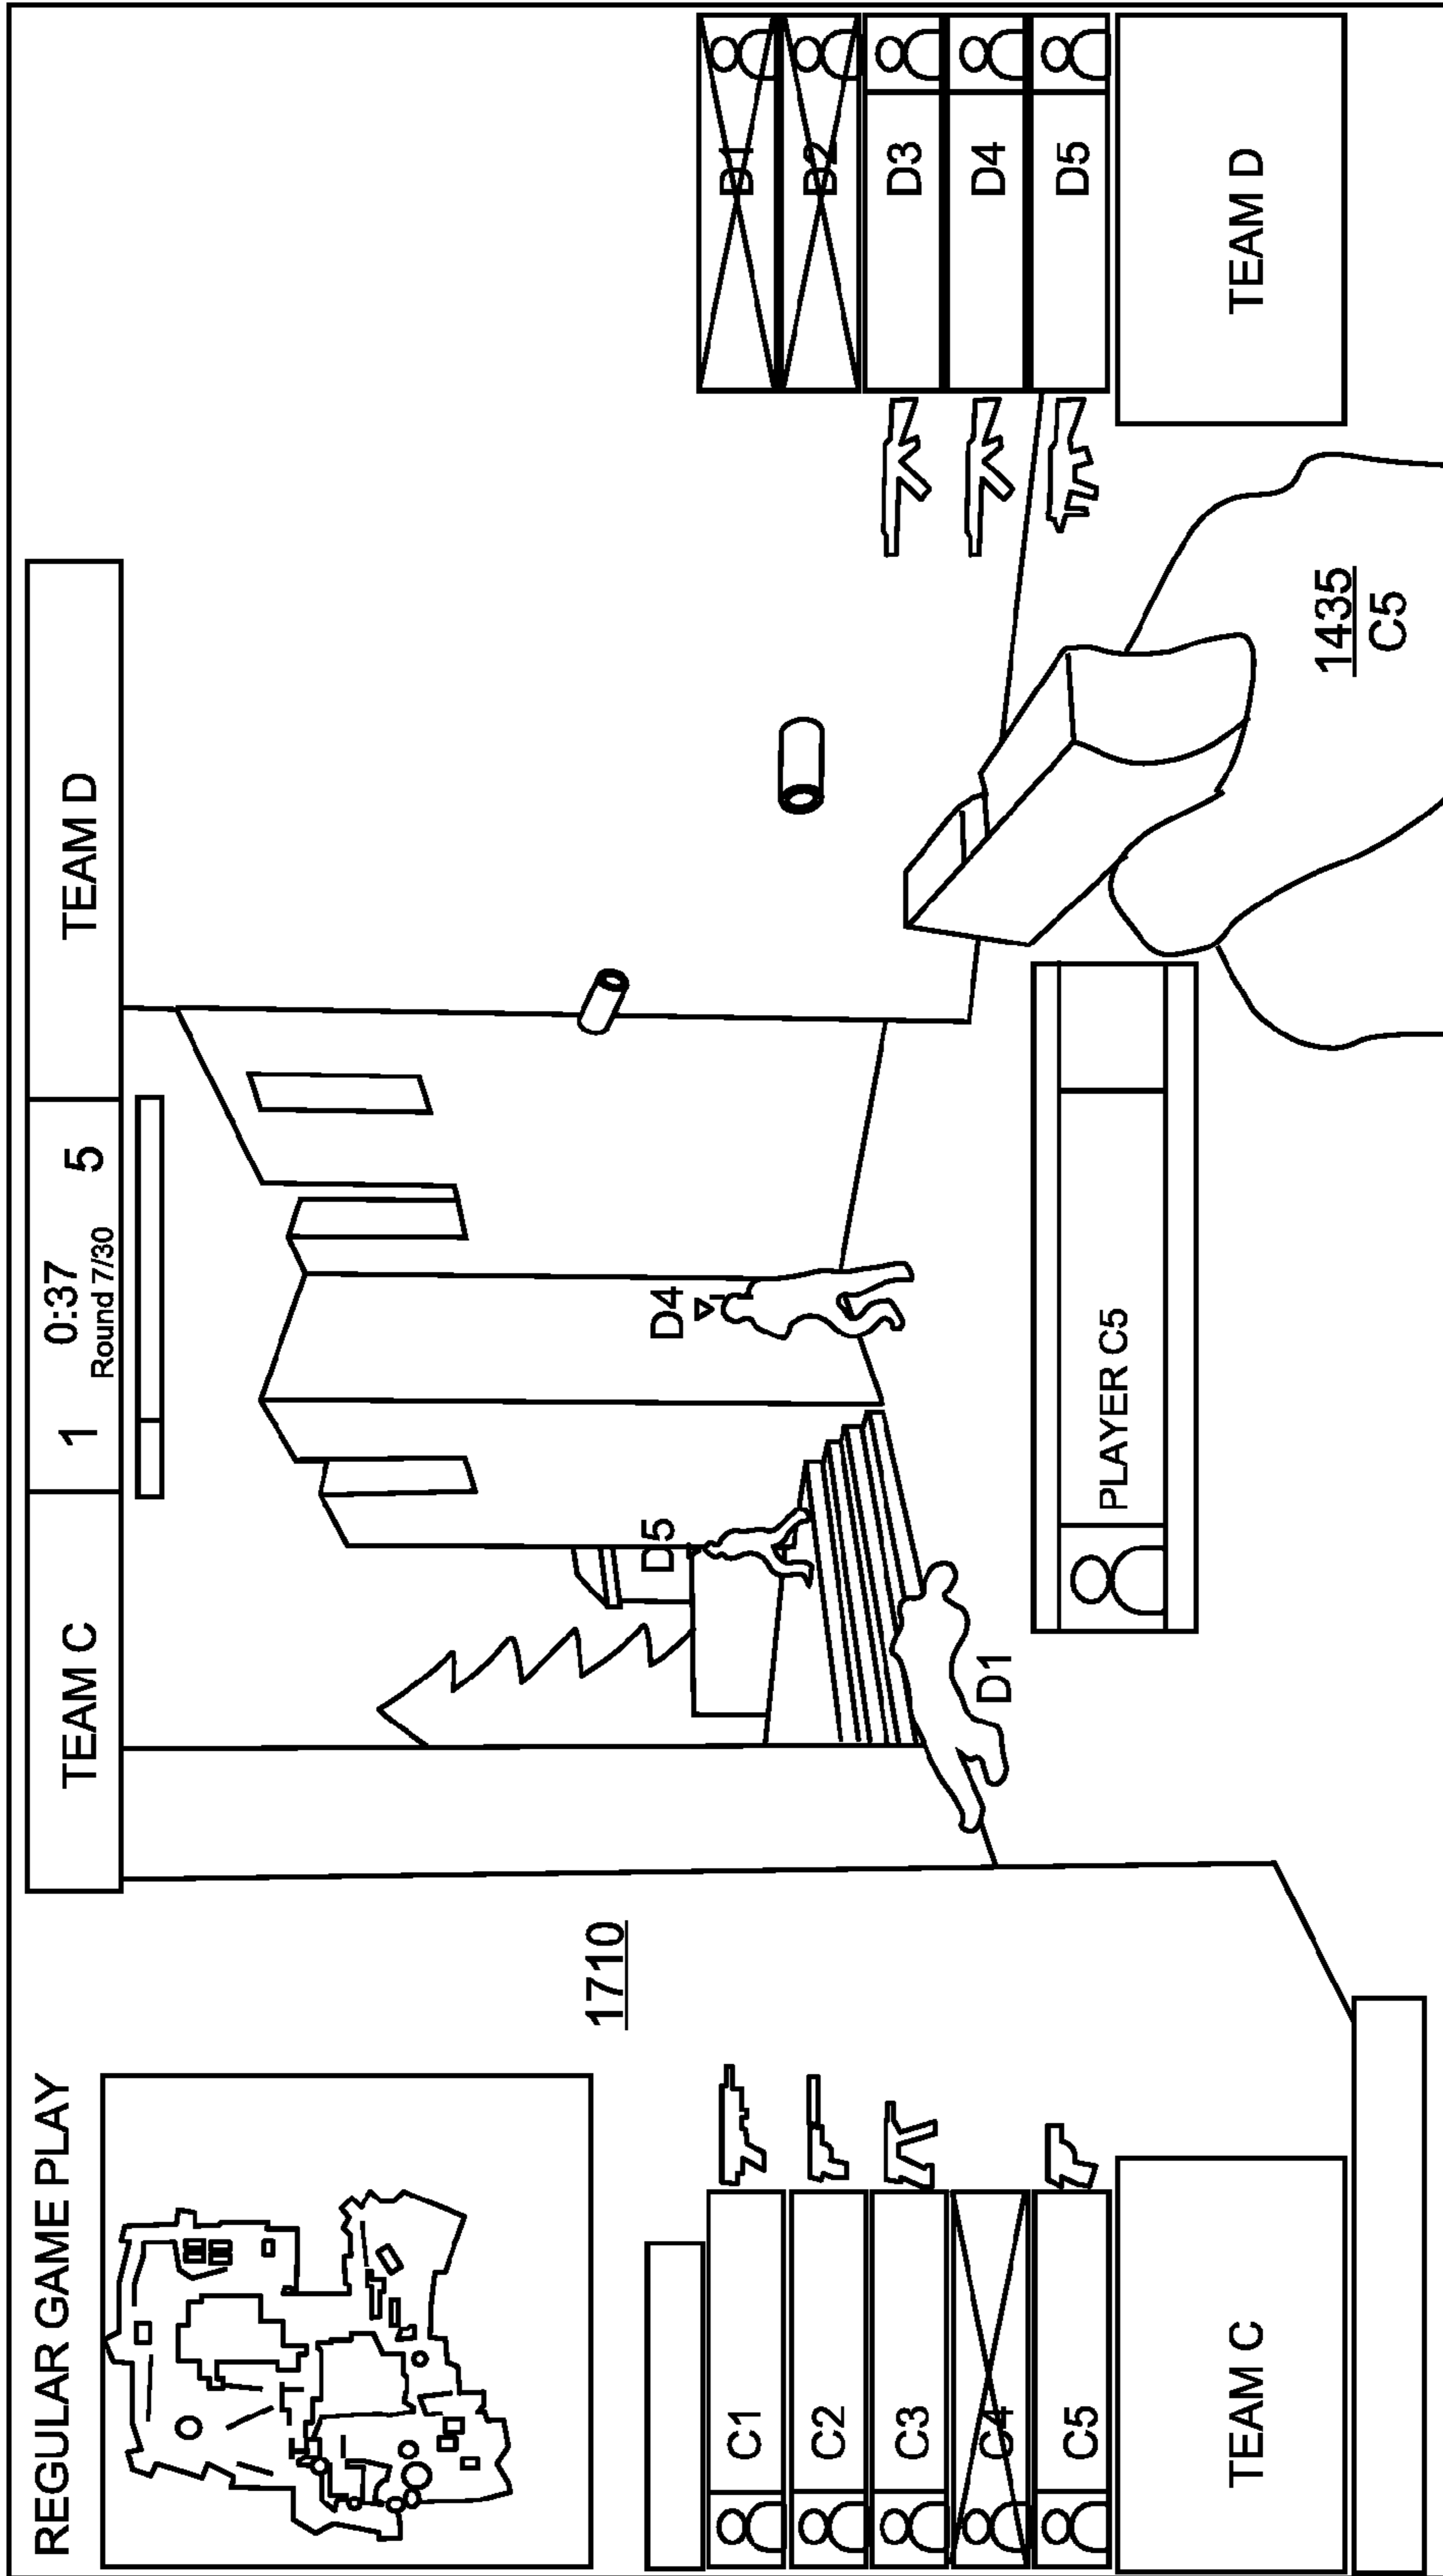 REGULAR GAME PLAY
TEAM C
1
0:37
5
Round 7/30
TEAM D
1710
D5
D4
D1
C1
C2
C3
C4
C5
TEAM C
PLAYER C5
1435
C5
D1
D2
D3
D4
D5
TEAM D